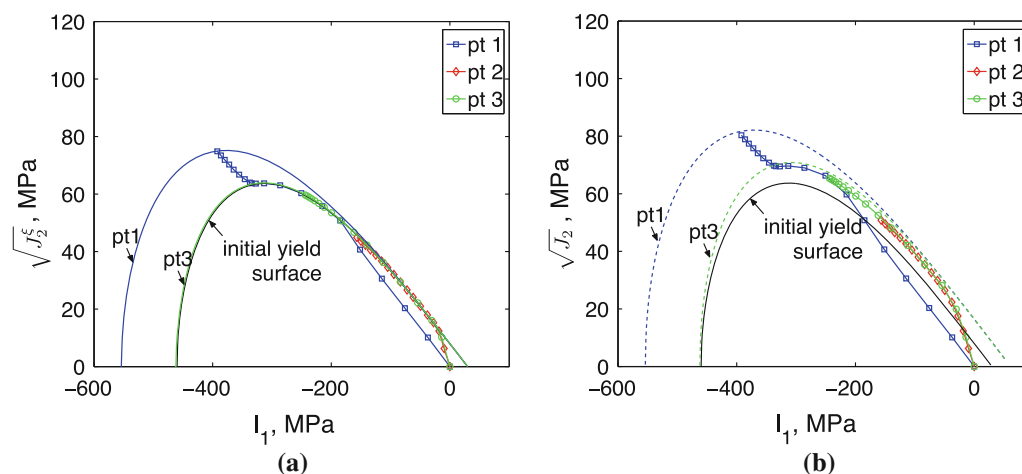 120
100
80
60
40
20
0
√J₂^ξ, MPa
−600
−400
−200
0
I₁, MPa
pt 1
pt 2
pt 3
pt1
pt3
initial yield
surface
(a)
120
100
80
60
40
20
0
√J₂, MPa
−600
−400
−200
0
I₁, MPa
pt 1
pt 2
pt 3
pt1
pt3
initial yield
surface
(b)